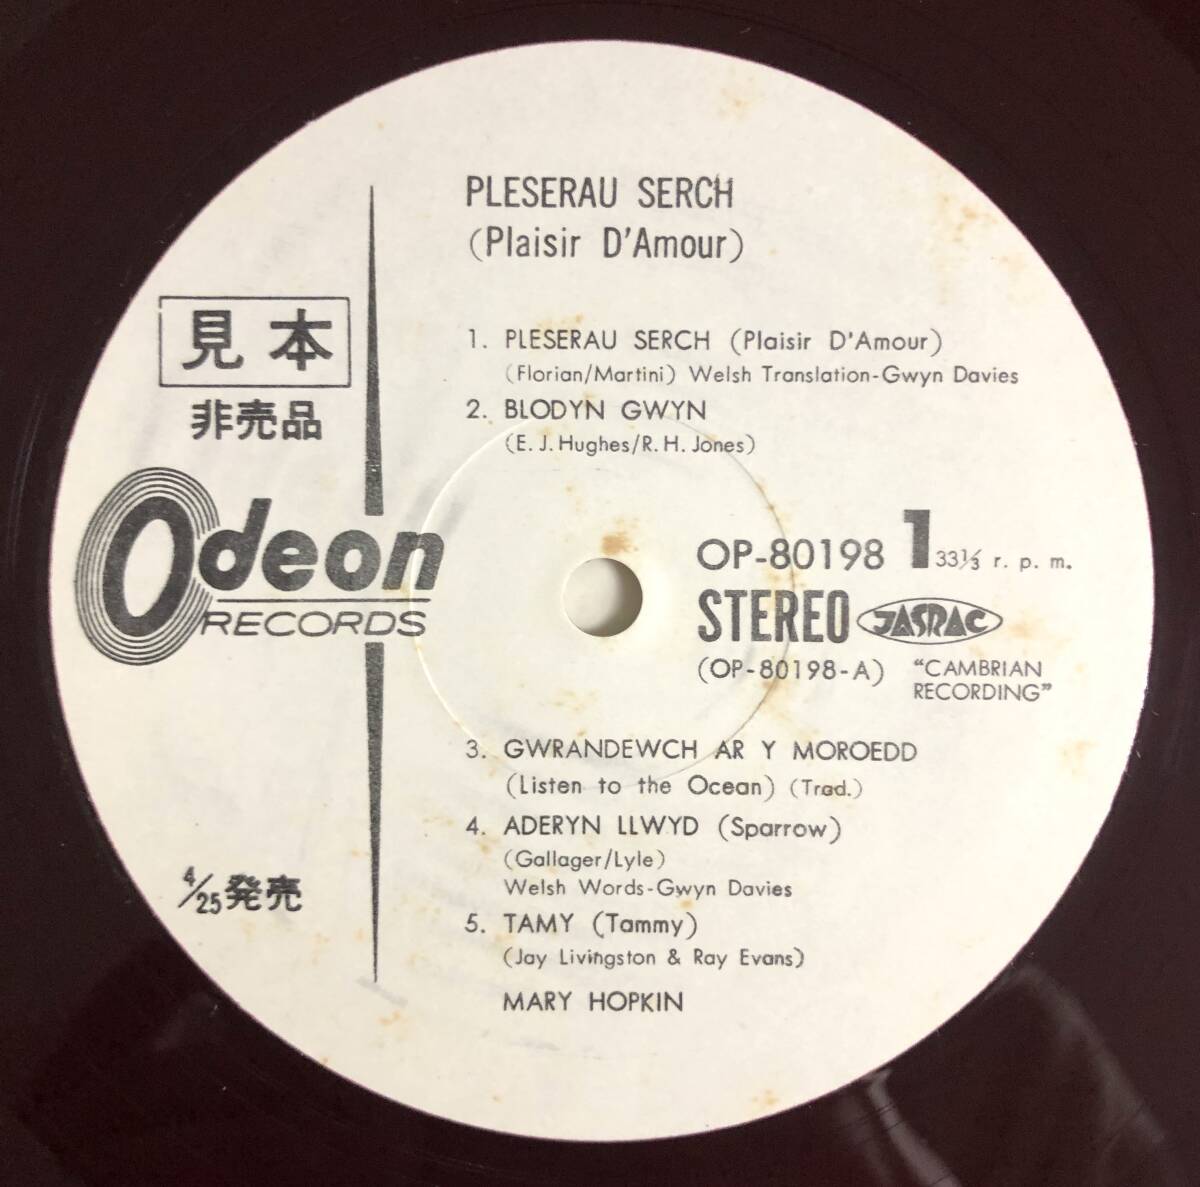 PLESERAU SERCH
(Plaisir D'Amour)
見本
非売品
1. PLESERAU SERCH (Plaisir D'Amour)
(Florian/Martini) Welsh Translation-Gwyn Davies
2. BLODYN GWYN
(E. J. Hughes/R. H. Jones)
Odeon
RECORDS
OP-80198 1 33⅓ r. p. m.
STEREO JASRAC
(OP-80198-A) "CAMBRIAN
RECORDING"
3. GWRANDEWCH AR Y MOROEDD
(Listen to the Ocean) (Trad.)
4. ADERYN LLWYD (Sparrow)
(Gallager/Lyle)
Welsh Words-Gwyn Davies
5. TAMY (Tammy)
(Jay Livingston & Ray Evans)
MARY HOPKIN
4/25発売